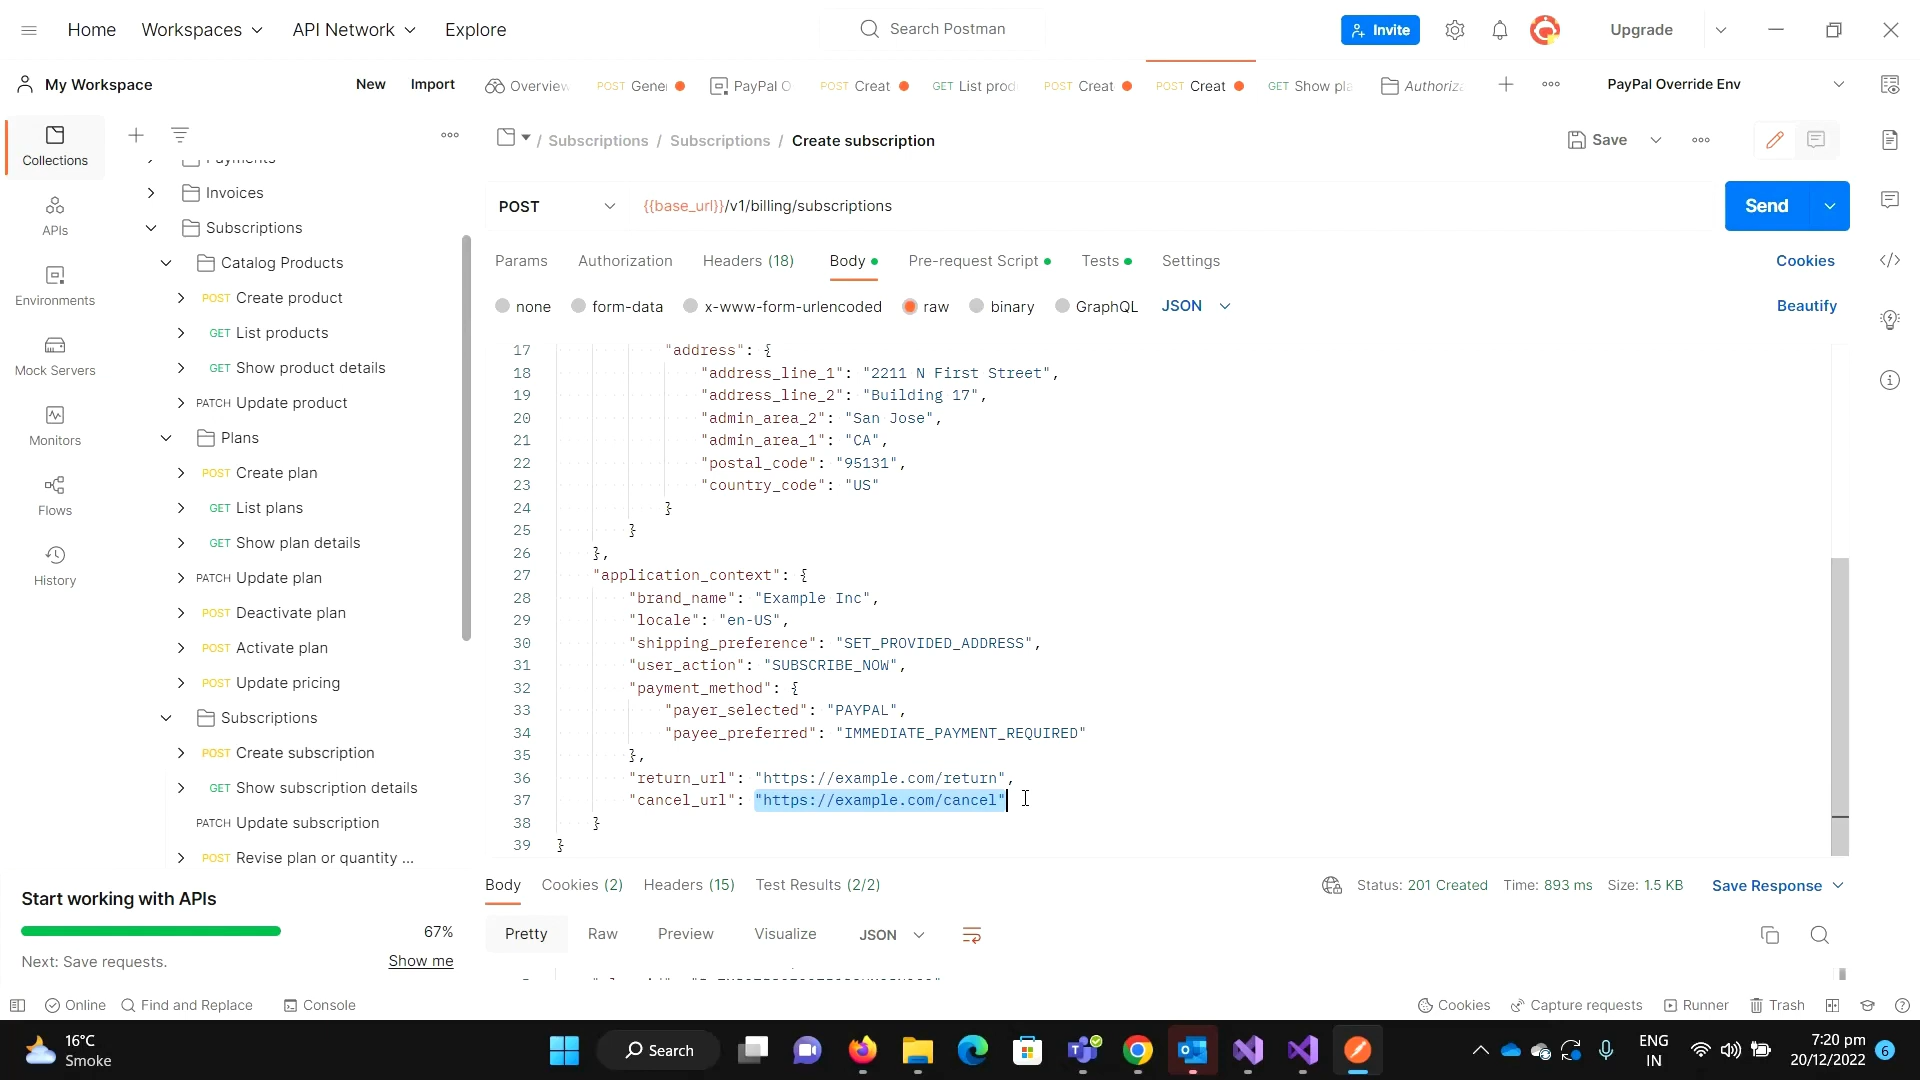 Home Workspaces API Network Explore Search Postman Invite Upgrade
My Workspace New Import Overview POST Gener PayPal O POST Creat GET List prod POST Creat POST Creat GET Show pla Authoriza PayPal Override Env
/ Subscriptions / Subscriptions / Create subscription Save
POST {{base_url}}/v1/billing/subscriptions Send
Params Authorization Headers (18) Body Pre-request Script Tests Settings Cookies
none form-data x-www-form-urlencoded raw binary GraphQL JSON Beautify
Collections
APIs
Environments
Mock Servers
Monitors
Flows
History
Payments
Invoices
Subscriptions
Catalog Products
POST Create product
GET List products
GET Show product details
PATCH Update product
Plans
POST Create plan
GET List plans
GET Show plan details
PATCH Update plan
POST Deactivate plan
POST Activate plan
POST Update pricing
Subscriptions
POST Create subscription
GET Show subscription details
PATCH Update subscription
POST Revise plan or quantity ...
Start working with APIs
67%
Next: Save requests. Show me
17 "address": {
18 "address_line_1": "2211 N First Street",
19 "address_line_2": "Building 17",
20 "admin_area_2": "San Jose",
21 "admin_area_1": "CA",
22 "postal_code": "95131",
23 "country_code": "US"
24 }
25 }
26 },
27 "application_context": {
28 "brand_name": "Example Inc",
29 "locale": "en-US",
30 "shipping_preference": "SET_PROVIDED_ADDRESS",
31 "user_action": "SUBSCRIBE_NOW",
32 "payment_method": {
33 "payer_selected": "PAYPAL",
34 "payee_preferred": "IMMEDIATE_PAYMENT_REQUIRED"
35 },
36 "return_url": "https://example.com/return",
37 "cancel_url": "https://example.com/cancel"
38 }
39 }
Body Cookies (2) Headers (15) Test Results (2/2) Status: 201 Created Time: 893 ms Size: 1.5 KB Save Response
Pretty Raw Preview Visualize JSON
Online Find and Replace Console Cookies Capture requests Runner Trash
16°C
Smoke
Search
ENG
IN
7:20 pm
20/12/2022
6